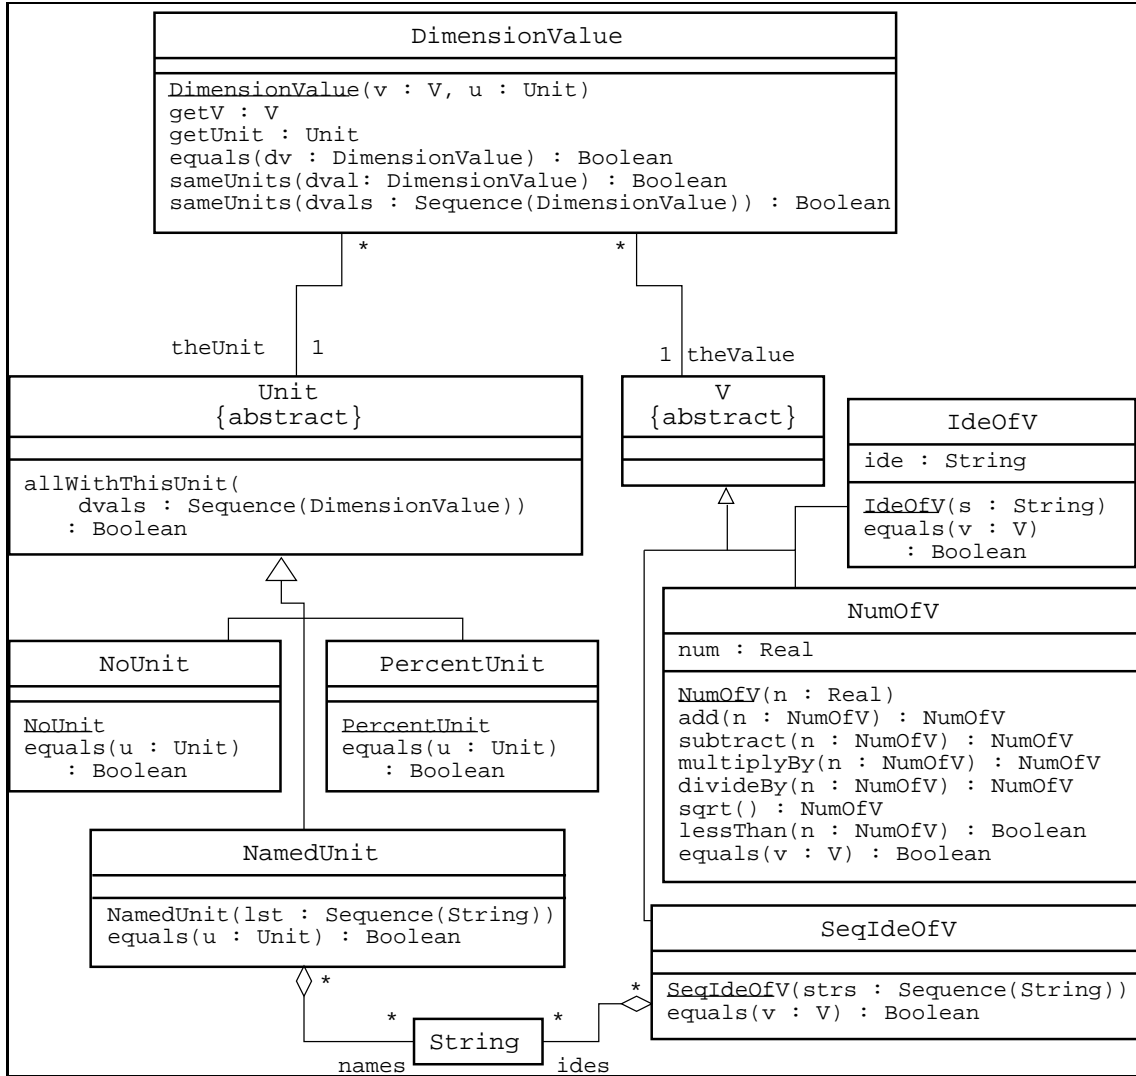 DimensionValue
DimensionValue(v : V, u : Unit)
getV : V
getUnit : Unit
equals(dv : DimensionValue) : Boolean
sameUnits(dval: DimensionValue) : Boolean
sameUnits(dvals : Sequence(DimensionValue)) : Boolean
*
*
theUnit
1
1
theValue
Unit
{abstract}
allWithThisUnit(
dvals : Sequence(DimensionValue))
: Boolean
V
{abstract}
IdeOfV
ide : String
IdeOfV(s : String)
equals(v : V)
: Boolean
NoUnit
NoUnit
equals(u : Unit)
: Boolean
PercentUnit
PercentUnit
equals(u : Unit)
: Boolean
NumOfV
num : Real
NumOfV(n : Real)
add(n : NumOfV) : NumOfV
subtract(n : NumOfV) : NumOfV
multiplyBy(n : NumOfV) : NumOfV
divideBy(n : NumOfV) : NumOfV
sqrt() : NumOfV
lessThan(n : NumOfV) : Boolean
equals(v : V) : Boolean
NamedUnit
NamedUnit(lst : Sequence(String))
equals(u : Unit) : Boolean
SeqIdeOfV
SeqIdeOfV(strs : Sequence(String))
equals(v : V) : Boolean
*
*
*
*
String
names
ides